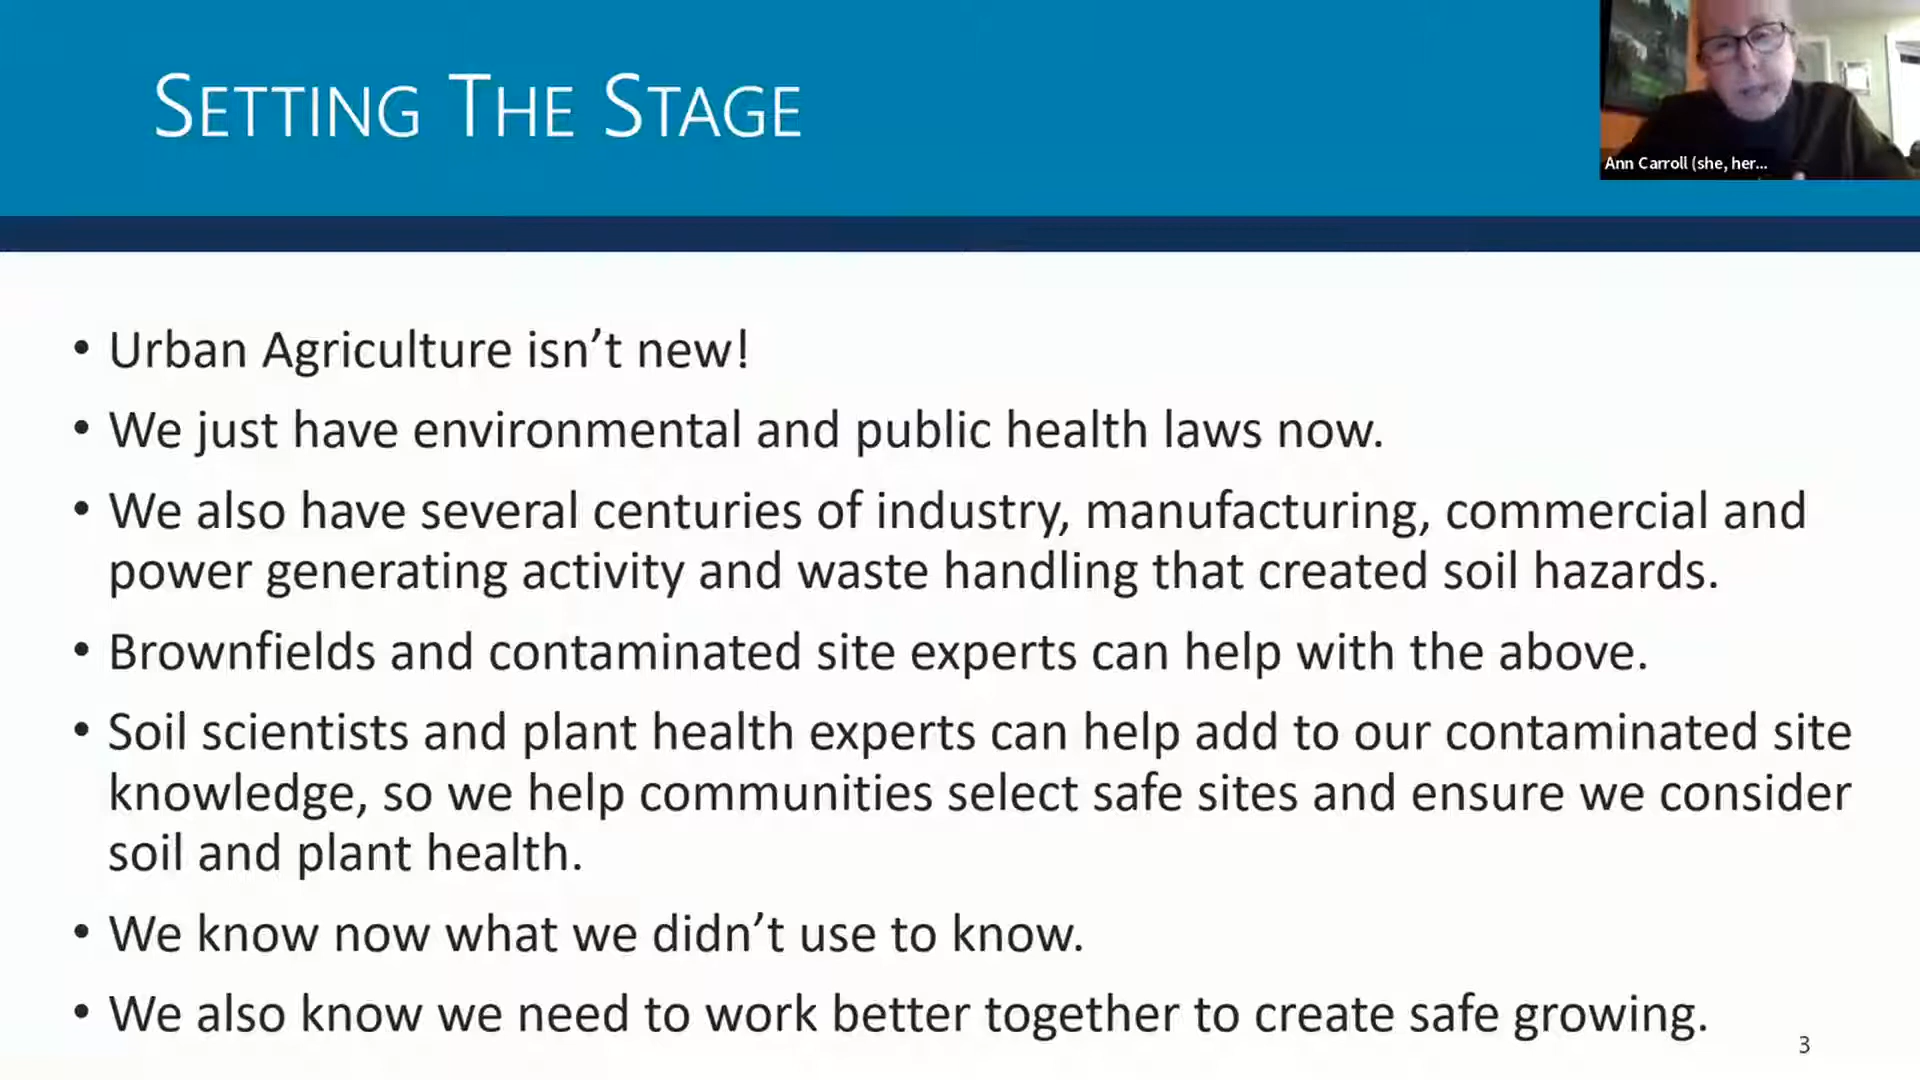 SETTING THE STAGE
Ann Carroll (she, her...
• Urban Agriculture isn’t new!
• We just have environmental and public health laws now.
• We also have several centuries of industry, manufacturing, commercial and
power generating activity and waste handling that created soil hazards.
• Brownfields and contaminated site experts can help with the above.
• Soil scientists and plant health experts can help add to our contaminated site
knowledge, so we help communities select safe sites and ensure we consider
soil and plant health.
• We know now what we didn’t use to know.
• We also know we need to work better together to create safe growing.
3